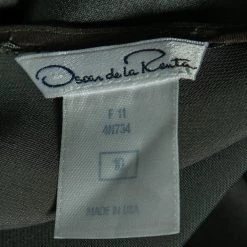 Oscar de la Renta
F 11
4N734
10
MADE IN USA